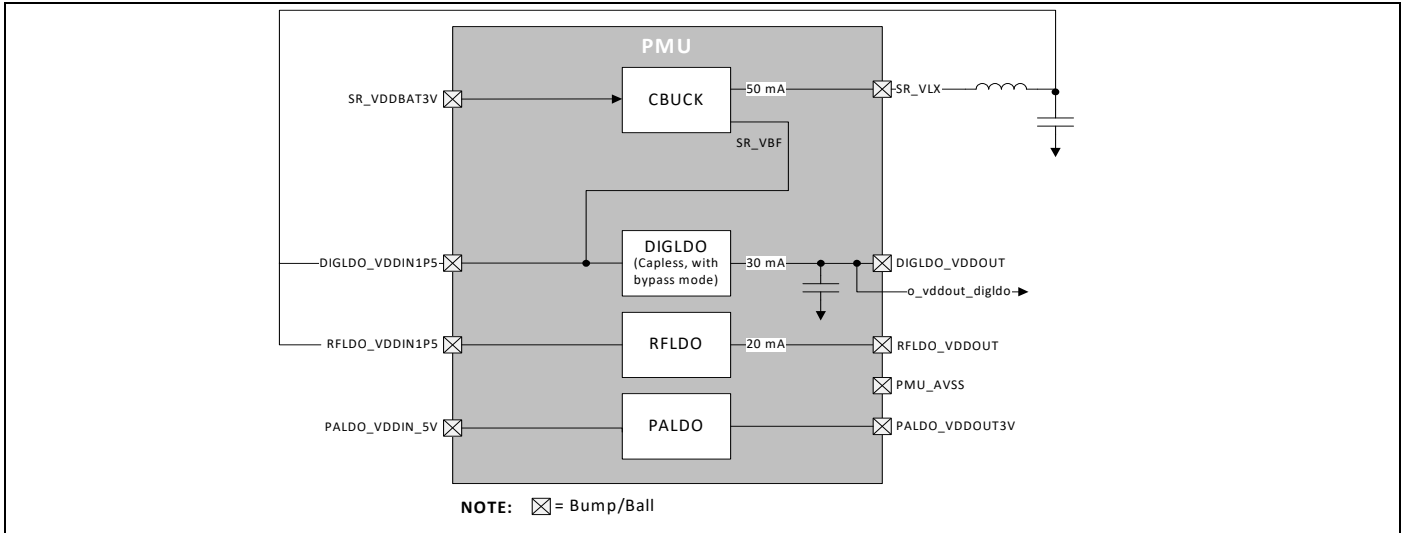 PMU
SR_VDDBAT3V
CBUCK
50 mA
SR_VLX
SR_VBF
DIGLDO_VDDIN1P5
DIGLDO
(Capless, with
bypass mode)
30 mA
DIGLDO_VDDOUT
o_vddout_digldo
RFLDO_VDDIN1P5
RFLDO
20 mA
RFLDO_VDDOUT
PMU_AVSS
PALDO_VDDIN_5V
PALDO
PALDO_VDDOUT3V
NOTE: = Bump/Ball